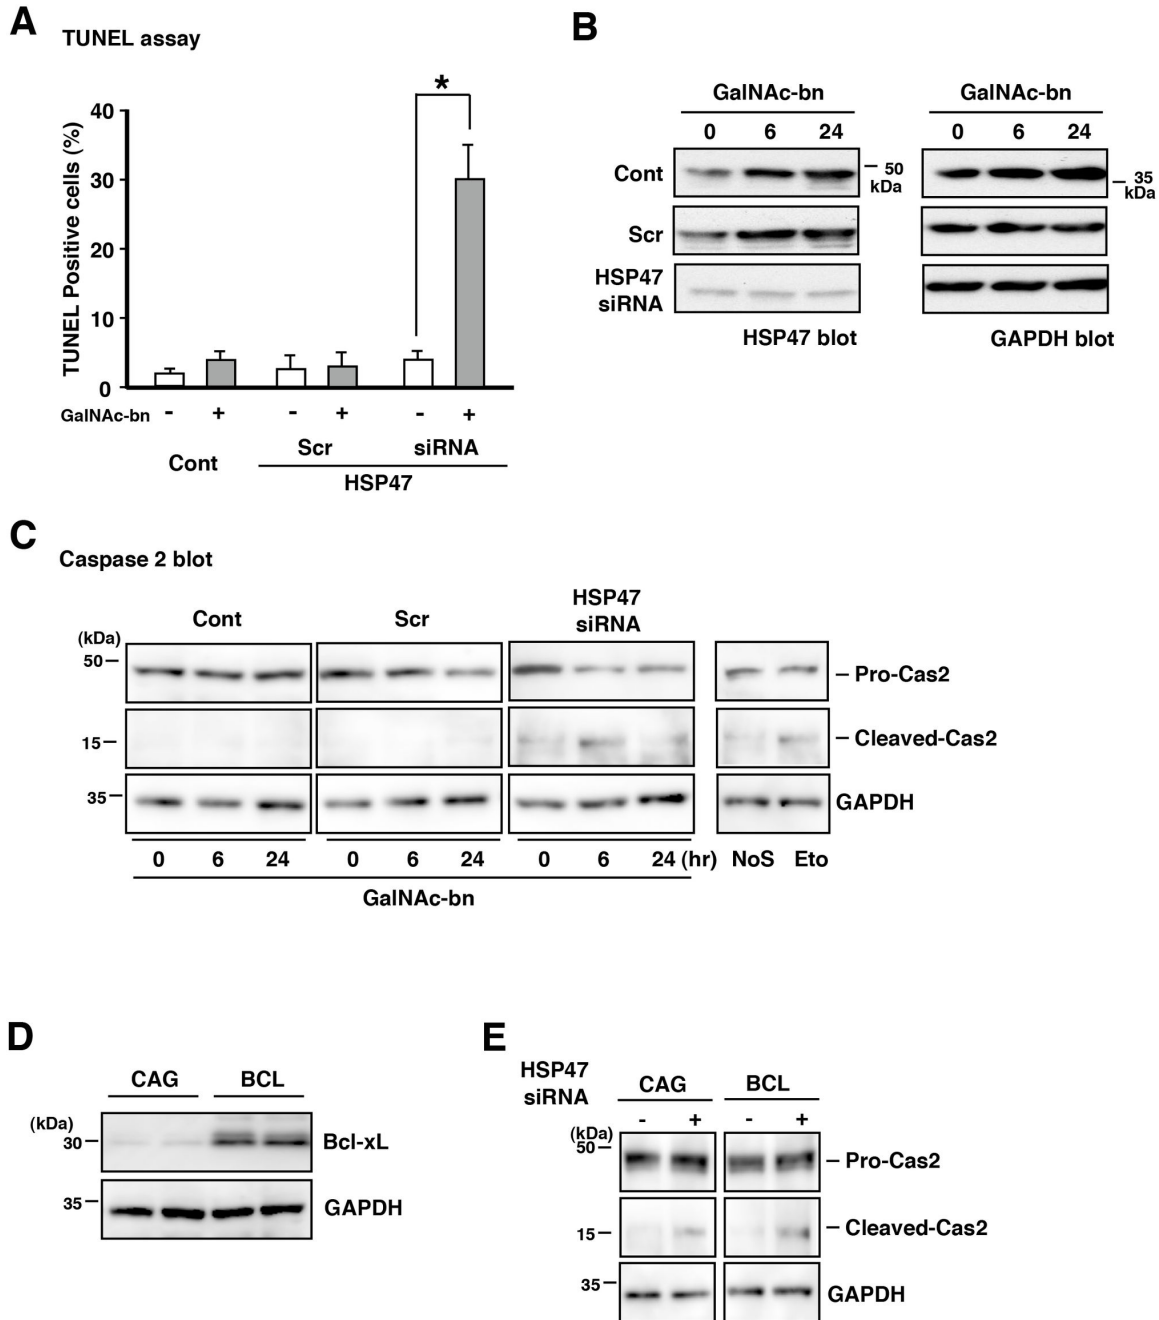 A
TUNEL assay
*
TUNEL Positive cells (%)
40
30
20
10
0
GalNAc-bn - + - + - +
Cont Scr siRNA
HSP47
B
GalNAc-bn GalNAc-bn
0 6 24 0 6 24
Cont 50 kDa 35 kDa
Scr
HSP47 siRNA
HSP47 blot GAPDH blot
C
Caspase 2 blot
Cont Scr HSP47 siRNA
(kDa)
50 Pro-Cas2
15 Cleaved-Cas2
35 GAPDH
0 6 24 0 6 24 0 6 24 (hr) NoS Eto
GalNAc-bn
D
CAG BCL
(kDa)
30 Bcl-xL
35 GAPDH
E
HSP47 siRNA CAG BCL
- + - +
(kDa)
50 Pro-Cas2
15 Cleaved-Cas2
35 GAPDH